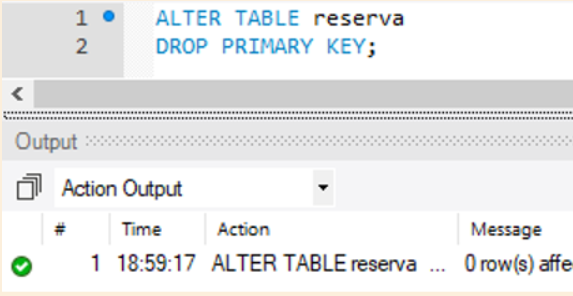 1 ALTER TABLE reserva
2 DROP PRIMARY KEY;
Output
Action Output
# Time Action Message
1 18:59:17 ALTER TABLE reserva ... 0 row(s) affe